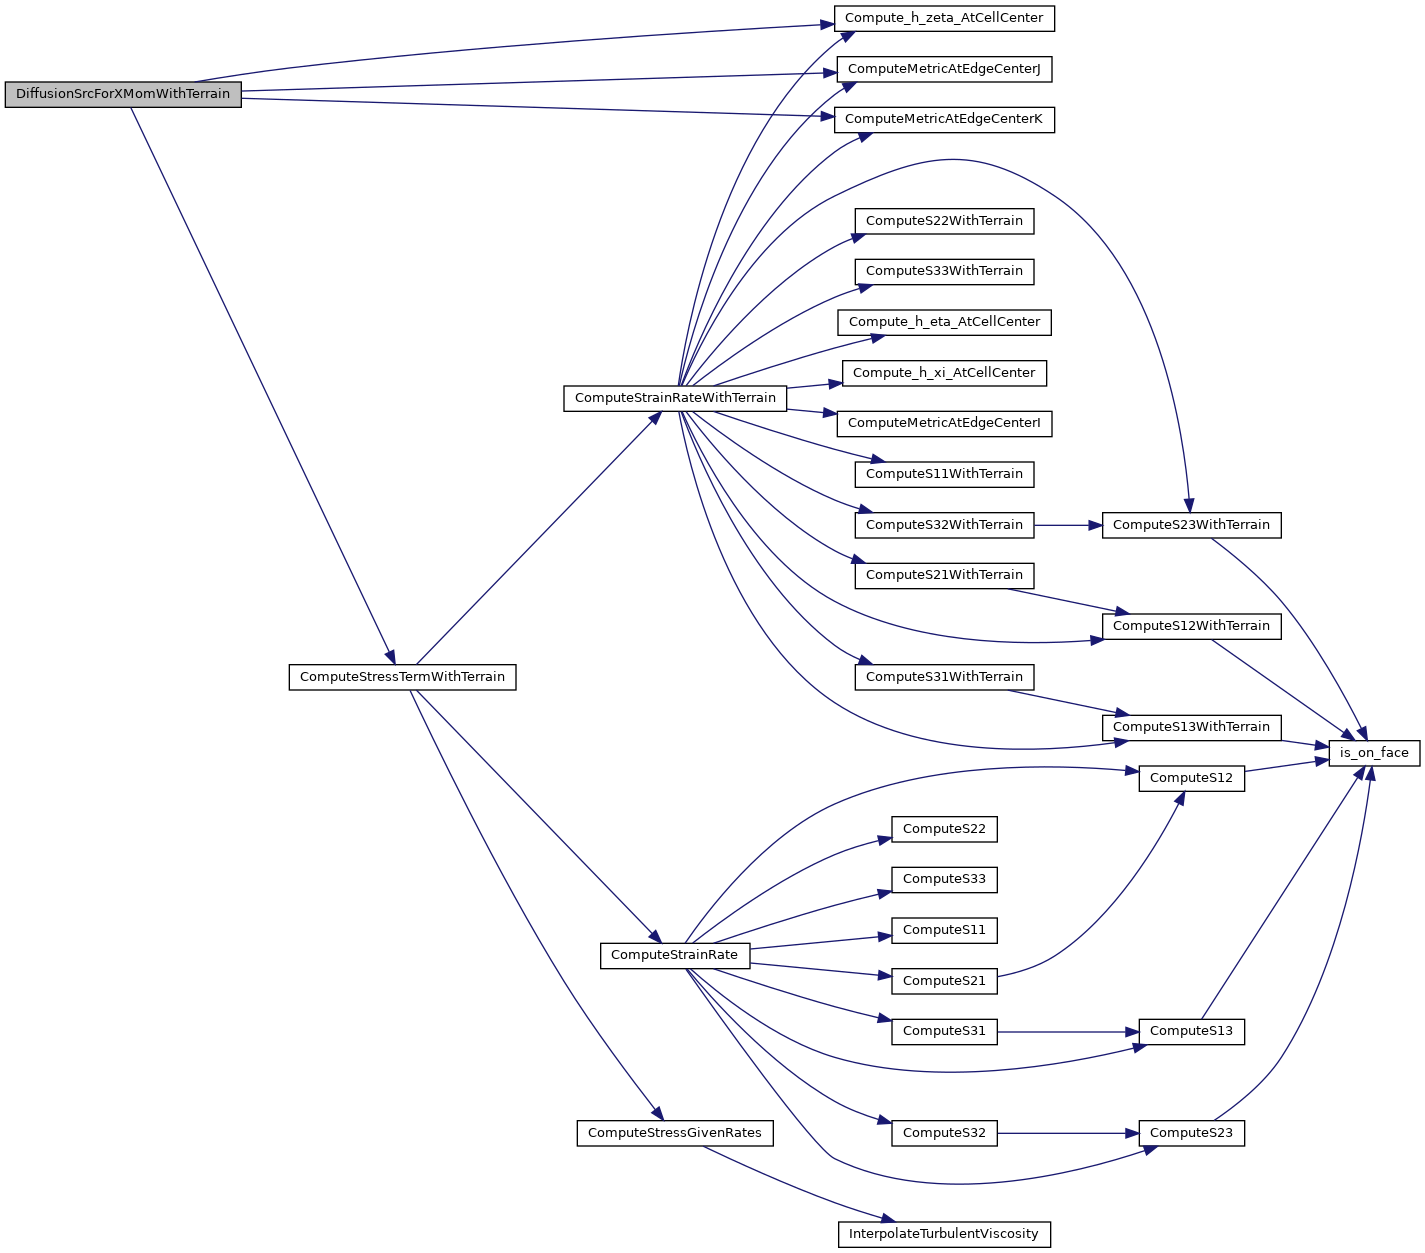 Compute_h_zeta_AtCellCenter
ComputeMetricAtEdgeCenterJ
DiffusionSrcForXMomWithTerrain
ComputeMetricAtEdgeCenterK
ComputeS22WithTerrain
ComputeS33WithTerrain
Compute_h_eta_AtCellCenter
Compute_h_xi_AtCellCenter
ComputeStrainRateWithTerrain
ComputeMetricAtEdgeCenterI
ComputeS11WithTerrain
ComputeS32WithTerrain
ComputeS23WithTerrain
ComputeS21WithTerrain
ComputeS12WithTerrain
ComputeStressTermWithTerrain
ComputeS31WithTerrain
ComputeS13WithTerrain
is_on_face
ComputeS12
ComputeS22
ComputeS33
ComputeS11
ComputeStrainRate
ComputeS21
ComputeS31
ComputeS13
ComputeStressGivenRates
ComputeS32
ComputeS23
InterpolateTurbulentViscosity